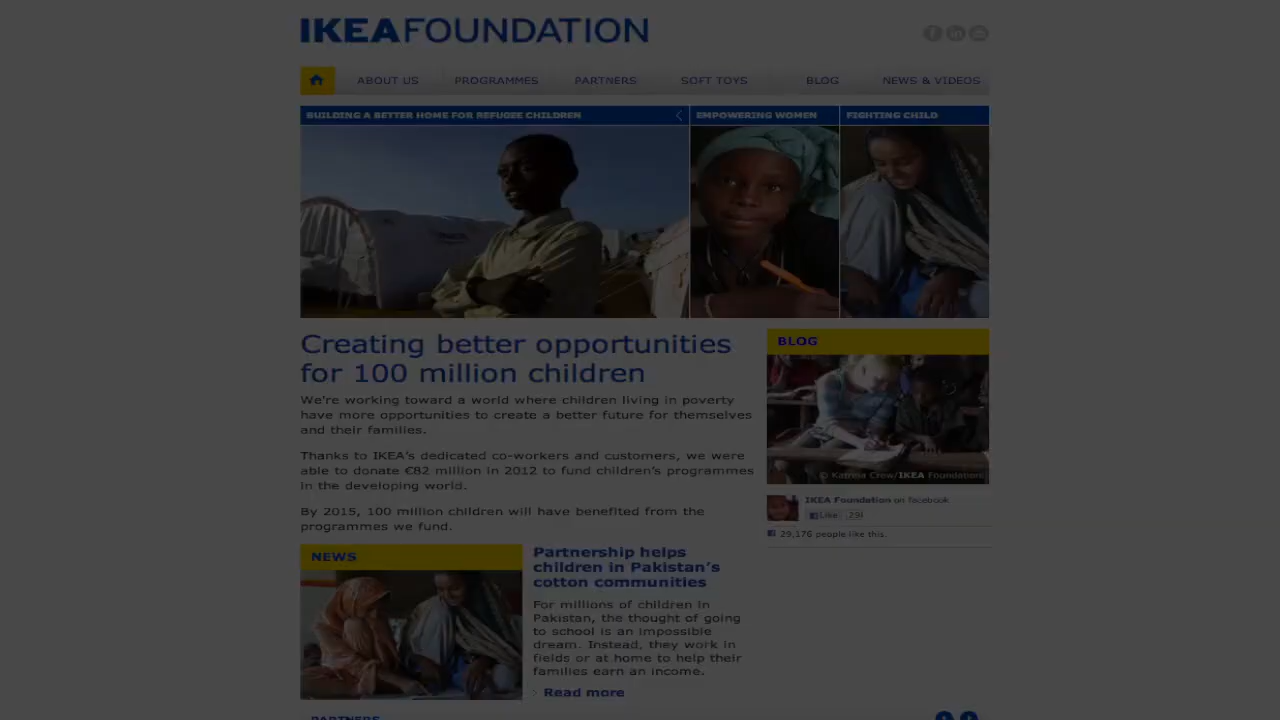 IKEAFOUNDATION
ABOUT US PROGRAMMES PARTNERS SOFT TOYS BLOG NEWS & VIDEOS
BUILDING A BETTER HOME FOR REFUGEE CHILDREN
EMPOWERING WOMEN
FIGHTING CHILD
Creating better opportunities
for 100 million children
We're working toward a world where children living in poverty
have more opportunities to create a better future for themselves
and their families.
Thanks to IKEA's dedicated co-workers and customers, we were
able to donate €82 million in 2012 to fund children's programmes
in the developing world.
By 2015, 100 million children will have benefited from the
programmes we fund.
BLOG
© Katrina Crew/IKEA Foundation
IKEA Foundation on Facebook
Like
29,176 people like this.
NEWS
Partnership helps
children in Pakistan's
cotton communities
For millions of children in
Pakistan, the thought of going
to school is an impossible
dream. Instead, they work in
fields or at home to help their
families earn an income.
Read more
PARTNERS